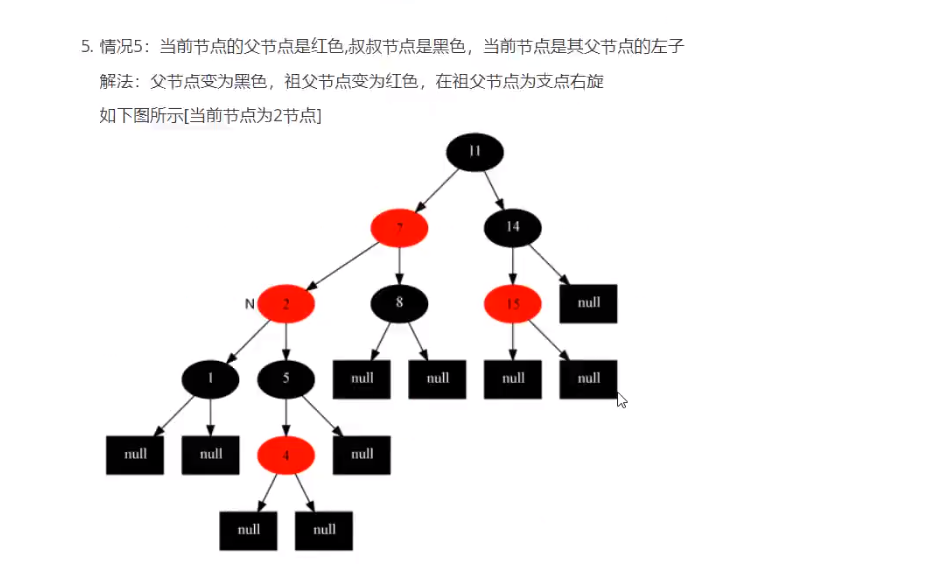 5. 情况5：当前节点的父节点是红色,叔叔节点是黑色，当前节点是其父节点的左子
解法：父节点变为黑色，祖父节点变为红色，在祖父节点为支点右旋
如下图所示[当前节点为2节点]
11
7
14
N
2
8
15
null
1
5
null
null
null
null
null
null
4
null
null
null